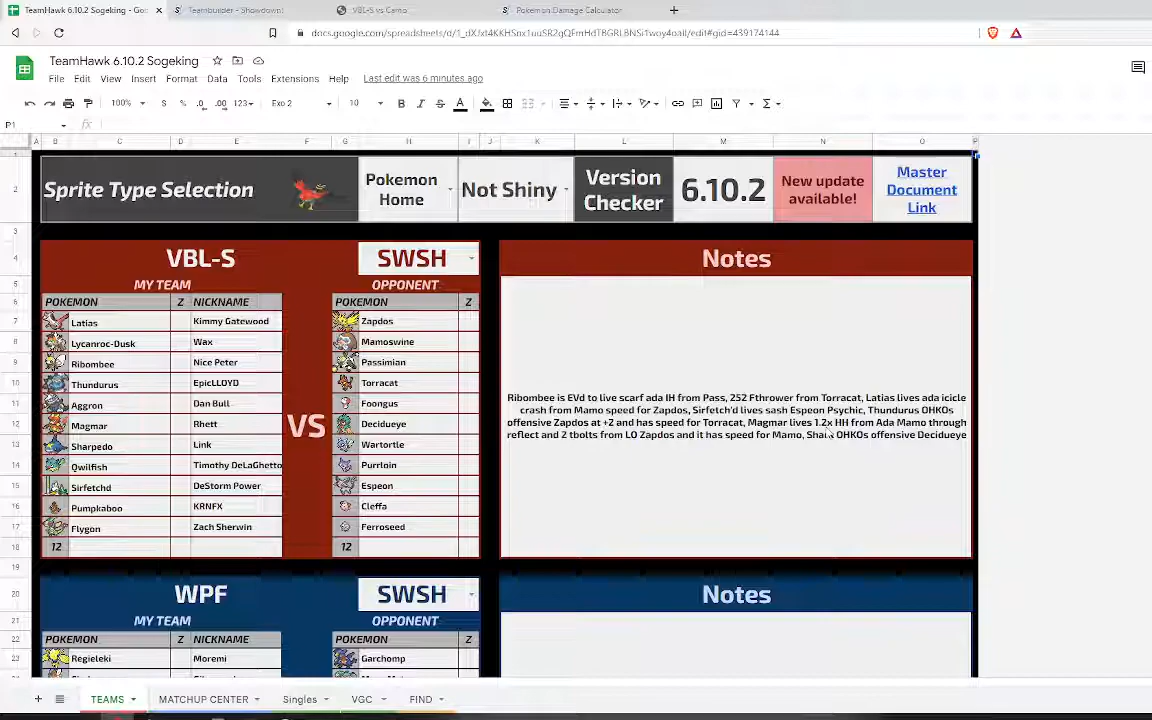 TeamHawk 6.10.2 Sogeking - Goo
Teambuilder - Showdown!
VBL-S vs Camo
Pokemon Damage Calculator
TeamHawk 6.10.2 Sogeking
File Edit View Insert Format Data Tools Extensions Help Last edit was 6 minutes ago
100% $ % .0 .00 123 Exo 2 10 B I S A
P1 fx
A B C D E F G H I J K L M N O P
Sprite Type Selection Pokemon Home Not Shiny Version Checker 6.10.2 New update available! Master Document Link
VBL-S SWSH Notes
MY TEAM OPPONENT
POKEMON Z NICKNAME POKEMON Z
Latias Kimmy Gatewood Zapdos
Lycanroc-Dusk Wax Mamoswine
Ribombee Nice Peter Passimian
Thundurus EpicLLOYD Torracat
Aggron Dan Bull Foongus
Magmar Rhett Decidueye
Sharpedo Link Wartortle
Qwilfish Timothy DeLaGhetto Purrloin
Sirfetchd DeStorm Power Espeon
Pumpkaboo KRNFX Cleffa
Flygon Zach Sherwin Ferroseed
12 12
VS
Ribombee is EVd to live scarf ada IH from Pass, 252 Fthrower from Torracat, Latias lives ada icicle
crash from Mamo speed for Zapdos, Sirfetch'd lives sash Espeon Psychic, Thundurus OHKOs
offensive Zapdos at +2 and has speed for Torracat, Magmar lives 1.2x HH from Ada Mamo through
reflect and 2 tbolts from LO Zapdos and it has speed for Mamo, Shark OHKOs offensive Decidueye
WPF SWSH Notes
MY TEAM OPPONENT
POKEMON Z NICKNAME POKEMON Z
Regieleki Moremi Garchomp
TEAMS MATCHUP CENTER Singles VGC FIND